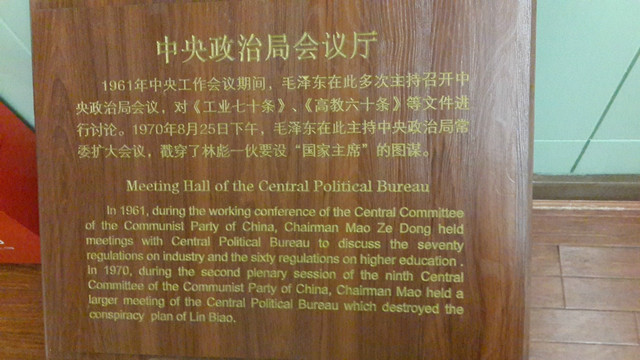 中央政治局会议厅
1961年中央工作会议期间，毛泽东在此多次主持召开中
央政治局会议，对《工业七十条》、《高教六十条》等文件进
行讨论。1970年8月25日下午，毛泽东在此主持中央政治局常
委扩大会议，戳穿了林彪一伙要设“国家主席”的图谋。
Meeting Hall of the Central Political Bureau
In 1961, during the working conference of the Central Committee
of the Communist Party of China, Chairman Mao Ze Dong held
meetings with Central Political Bureau to discuss the seventy
regulations on industry and the sixty regulations on higher education .
In 1970, during the second plenary session of the ninth Central
Committee of the Communist Party of China, Chairman Mao held a
larger meeting of the Central Political Bureau which destroyed the
conspiracy plan of Lin Biao.